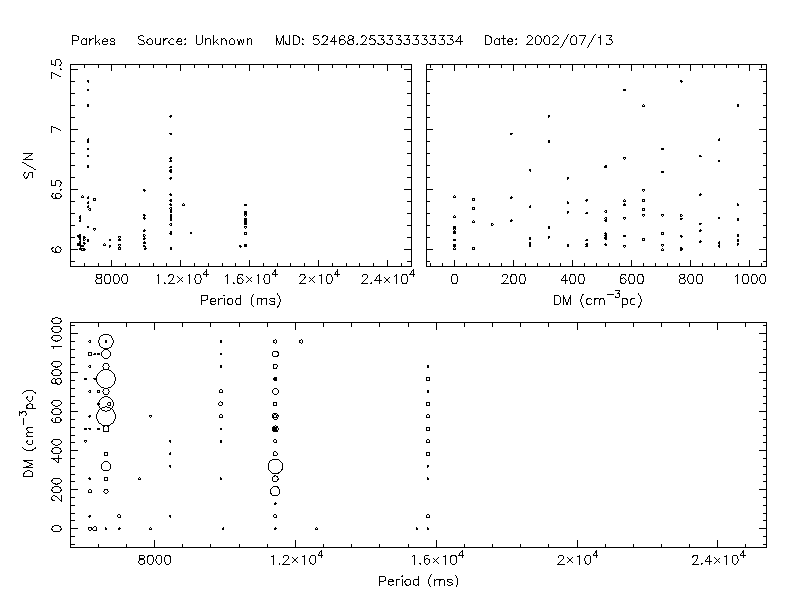 Parkes Source: Unknown MJD: 52468.253333333334 Date: 2002/07/13
S/N
7.5
7
6.5
6
8000 1.2×10⁴ 1.6×10⁴ 2×10⁴ 2.4×10⁴
Period (ms)
0 200 400 600 800 1000
DM (cm⁻³pc)
DM (cm⁻³pc)
1000
800
600
400
200
0
8000 1.2×10⁴ 1.6×10⁴ 2×10⁴ 2.4×10⁴
Period (ms)